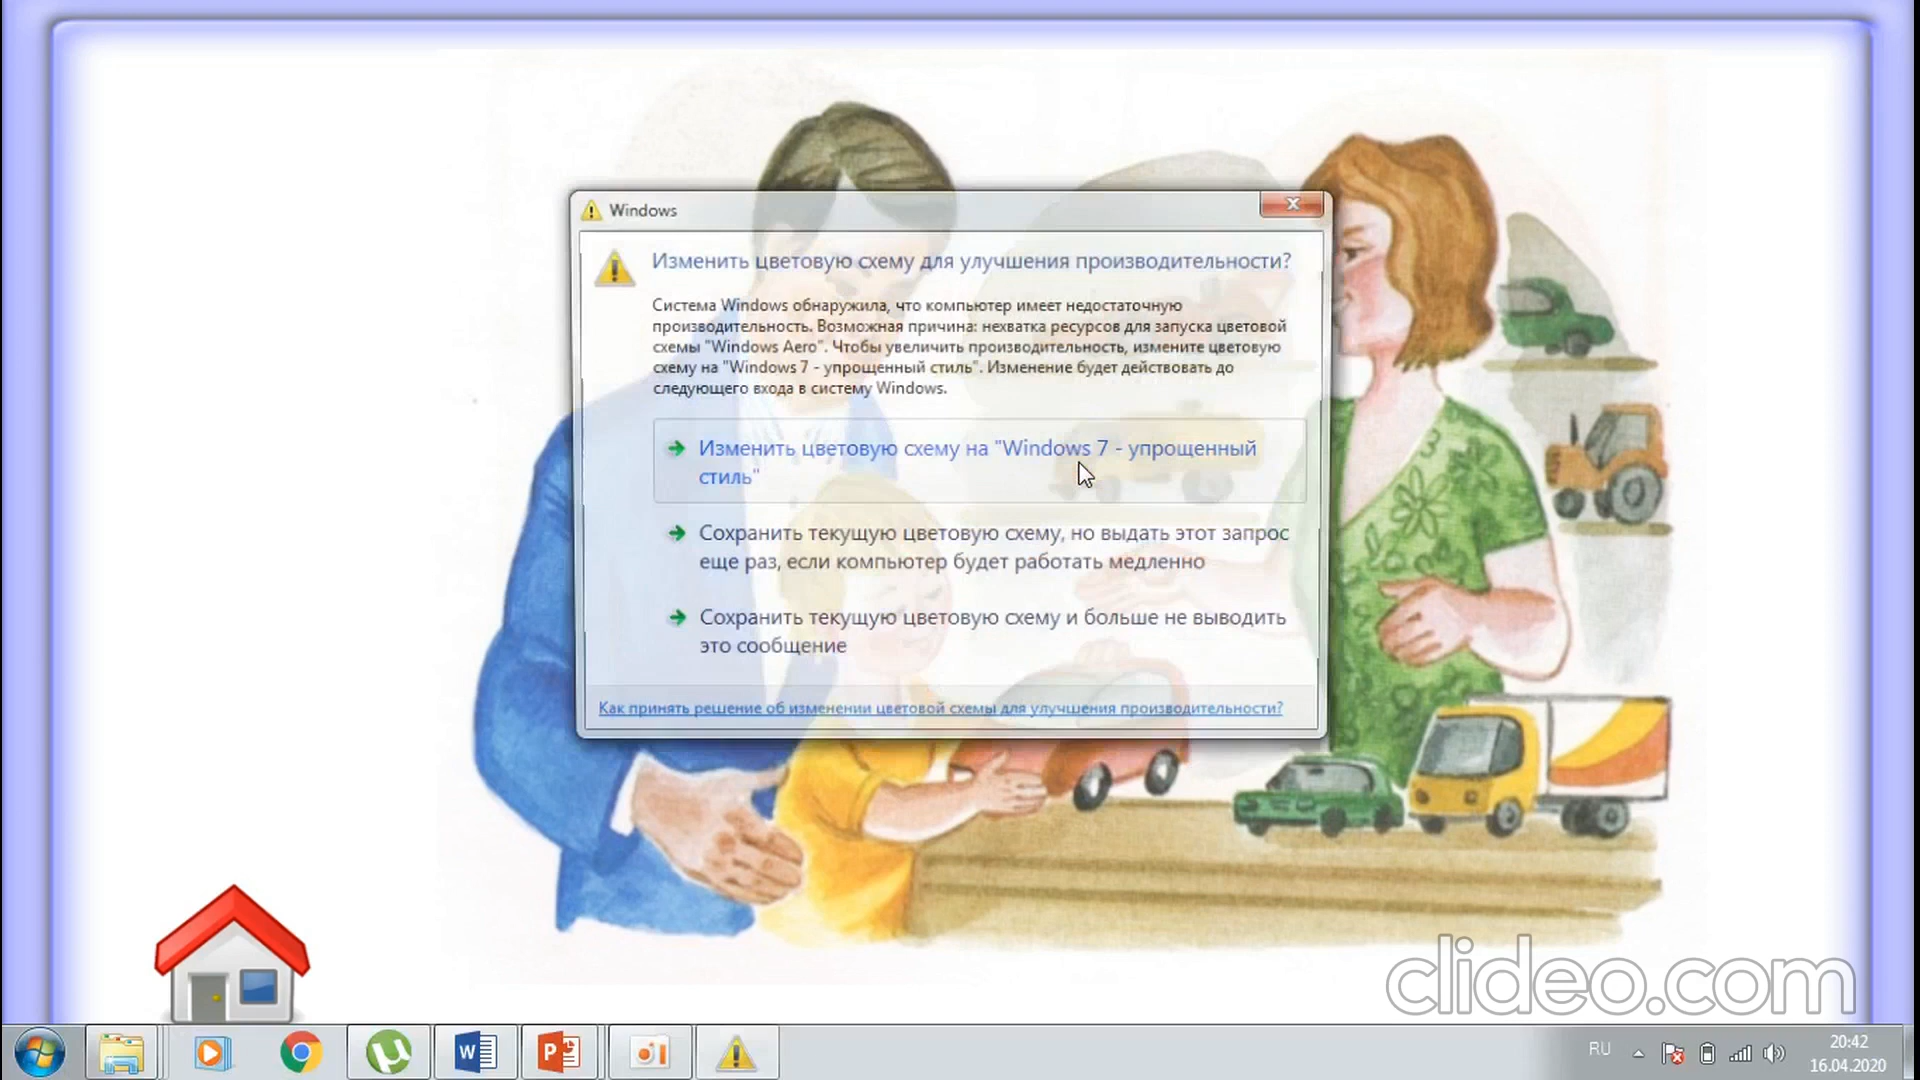 Windows
Изменить цветовую схему для улучшения производительности?
Система Windows обнаружила, что компьютер имеет недостаточную
производительность. Возможная причина: нехватка ресурсов для запуска цветовой
схемы "Windows Aero". Чтобы увеличить производительность, измените цветовую
схему на "Windows 7 - упрощенный стиль". Изменение будет действовать до
следующего входа в систему Windows.
Изменить цветовую схему на "Windows 7 - упрощенный
стиль"
Сохранить текущую цветовую схему, но выдать этот запрос
еще раз, если компьютер будет работать медленно
Сохранить текущую цветовую схему и больше не выводить
это сообщение
Как принять решение об изменении цветовой схемы для улучшения производительности?
clideo.com
RU
20:42
16.04.2020